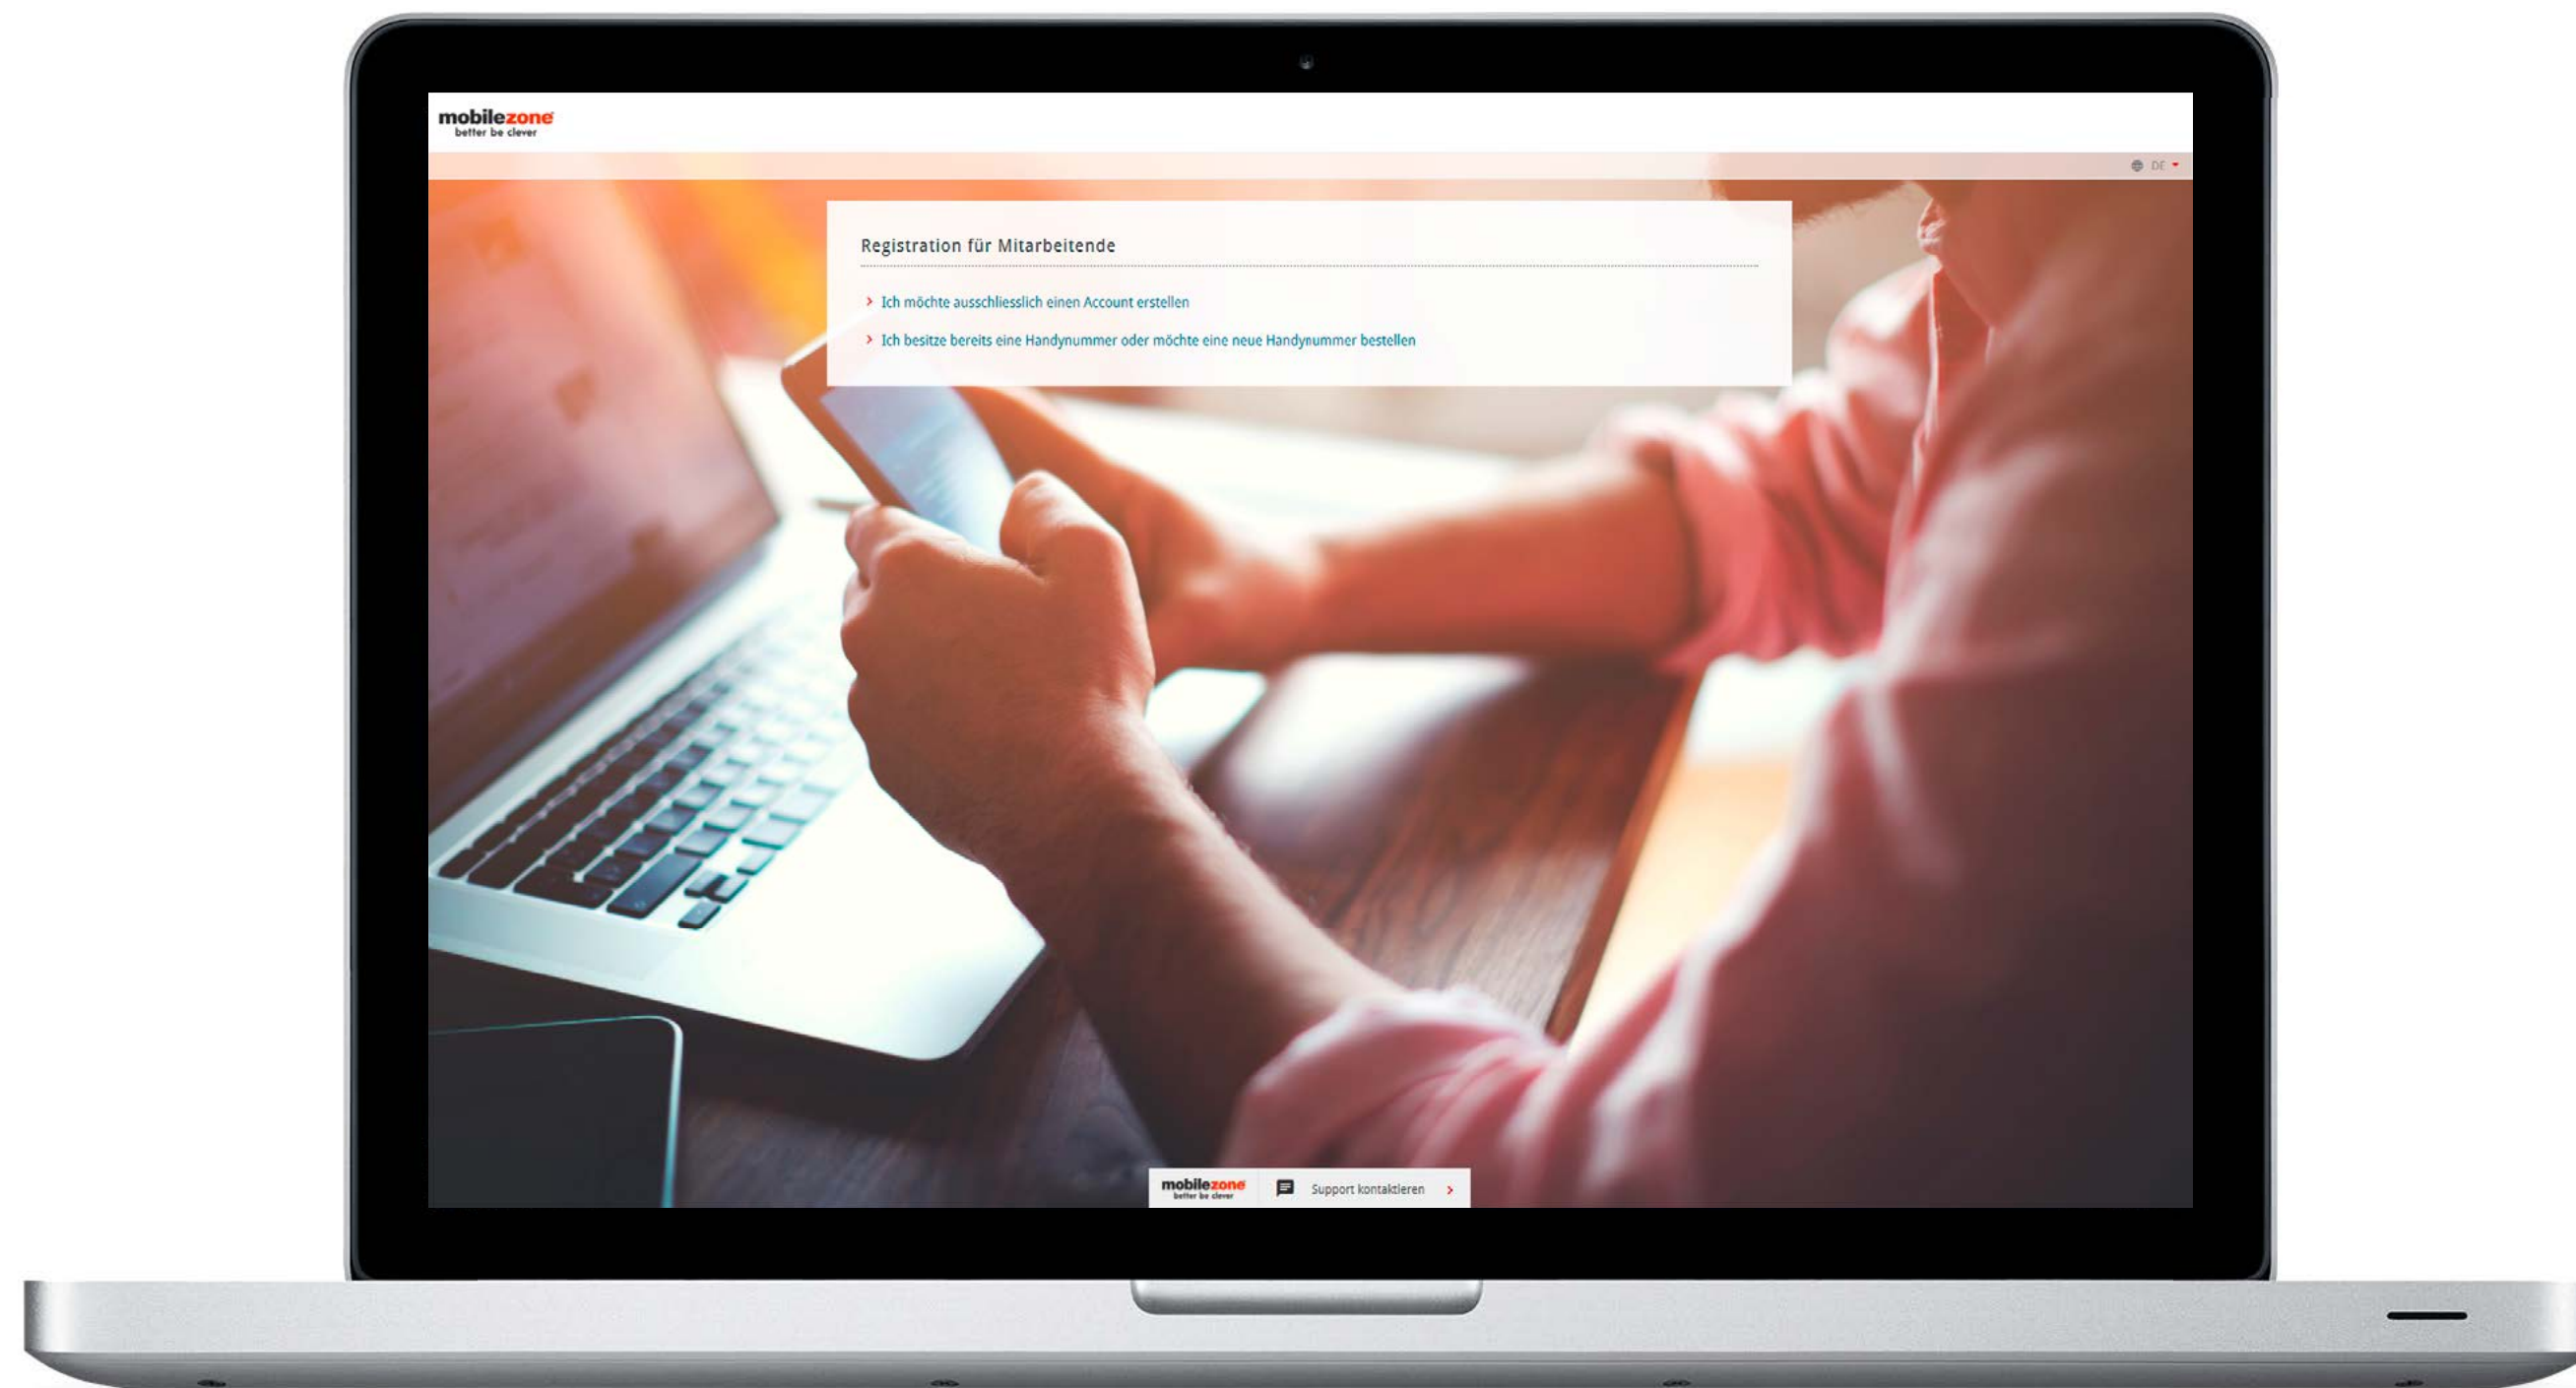 mobilezone
better be clever
DE
Registration für Mitarbeitende
Ich möchte ausschliesslich einen Account erstellen
Ich besitze bereits eine Handynummer oder möchte eine neue Handynummer bestellen
mobilezone
better be clever
Support kontaktieren